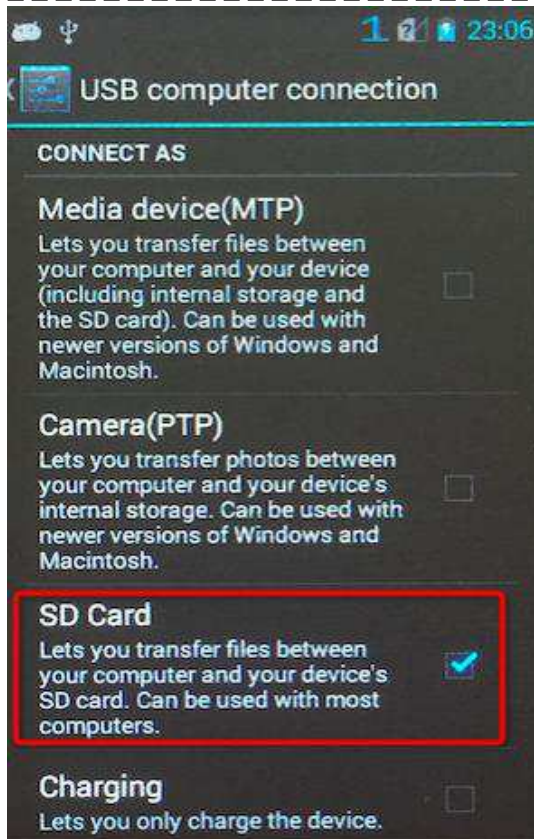 1 23:06
USB computer connection
CONNECT AS
Media device(MTP)
Lets you transfer files between
your computer and your device
(including internal storage and
the SD card). Can be used with
newer versions of Windows and
Macintosh.
Camera(PTP)
Lets you transfer photos between
your computer and your device's
internal storage. Can be used with
newer versions of Windows and
Macintosh.
SD Card
Lets you transfer files between
your computer and your device's
SD card. Can be used with most
computers.
Charging
Lets you only charge the device.